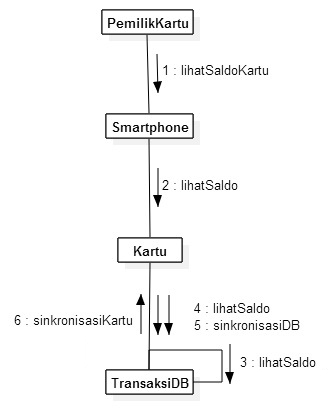 PemilikKartu
1 : lihatSaldoKartu
Smartphone
2 : lihatSaldo
Kartu
4 : lihatSaldo
6 : sinkronisasiKartu
5 : sinkronisasiDB
3 : lihatSaldo
TransaksiDB